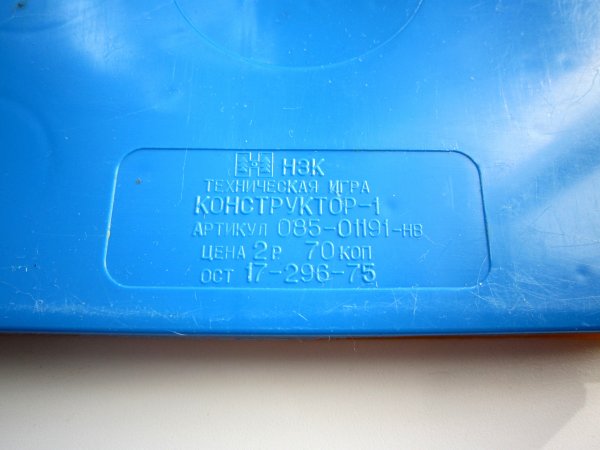 НЗК
ТЕХНИЧЕСКАЯ ИГРА
КОНСТРУКТОР-1
АРТИКУЛ 085-01191-НВ
ЦЕНА 2Р 70 КОП
ОСТ 17-296-75